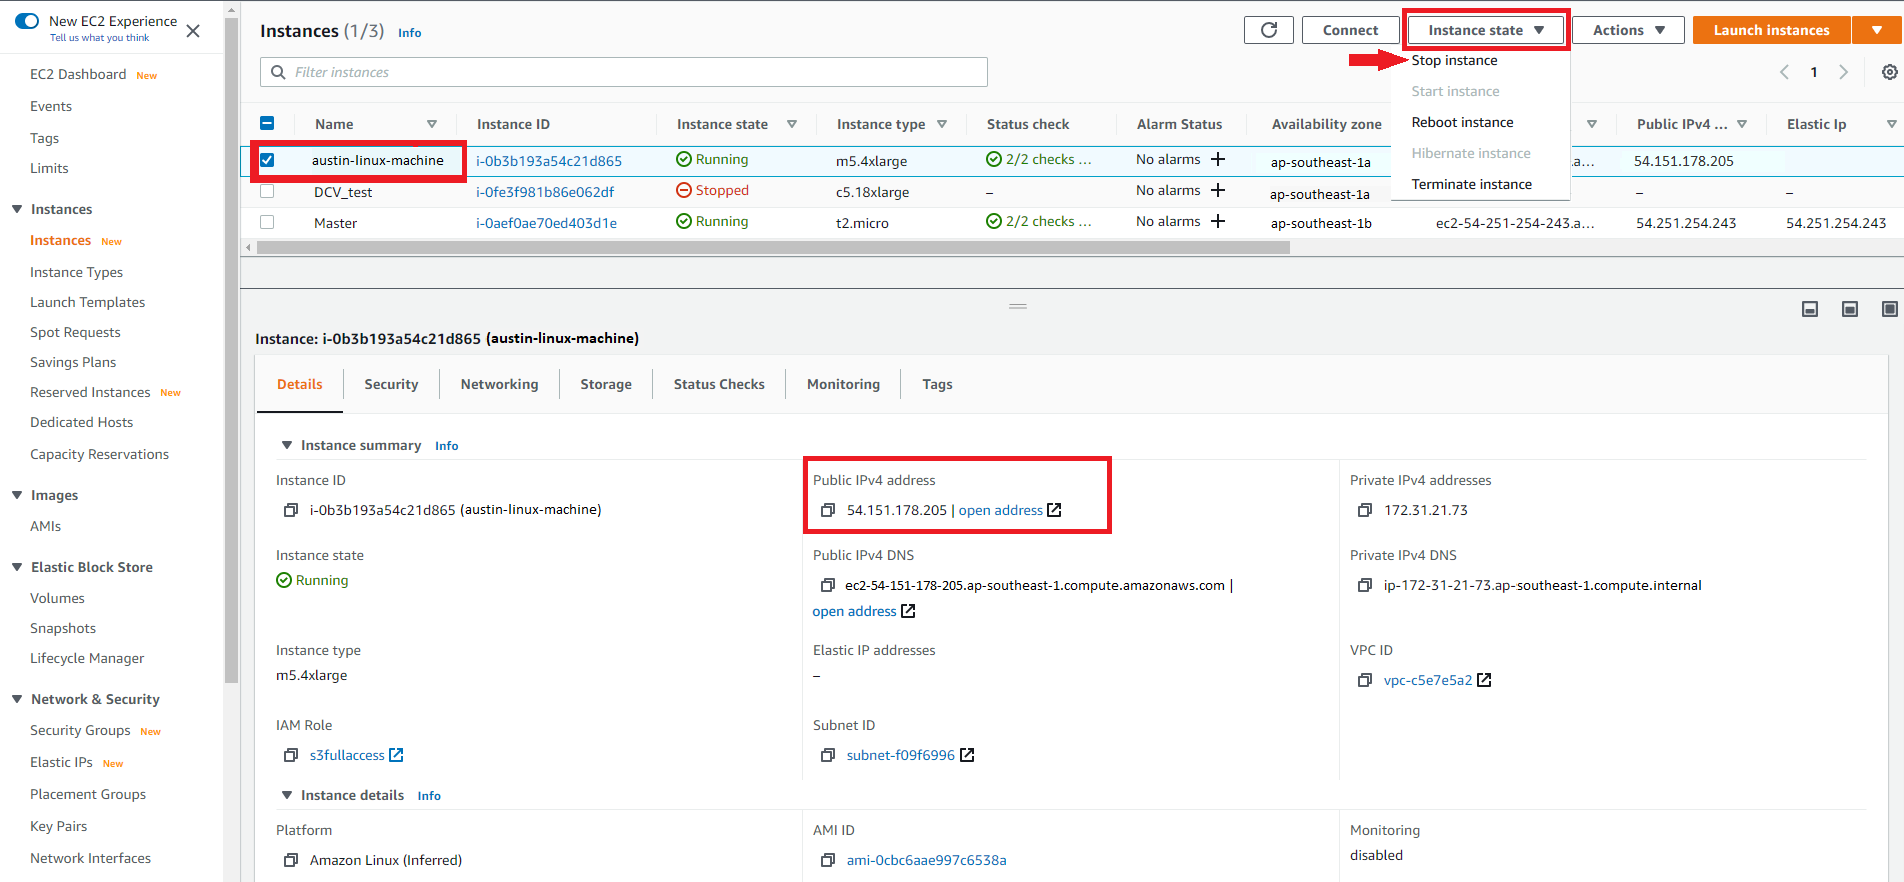 New EC2 Experience
Tell us what you think
EC2 Dashboard New
Events
Tags
Limits
Instances
Instances New
Instance Types
Launch Templates
Spot Requests
Savings Plans
Reserved Instances New
Dedicated Hosts
Capacity Reservations
Images
AMIs
Elastic Block Store
Volumes
Snapshots
Lifecycle Manager
Network & Security
Security Groups New
Elastic IPs New
Placement Groups
Key Pairs
Network Interfaces
Instances (1/3) Info
Connect Instance state Actions Launch instances
Filter instances
1
Stop instance
Start instance
Reboot instance
Hibernate instance
Terminate instance
Name Instance ID Instance state Instance type Status check Alarm Status Availability zone Public IPv4 ... Elastic Ip
austin-linux-machine i-0b3b193a54c21d865 Running m5.4xlarge 2/2 checks ... No alarms + ap-southeast-1a a... 54.151.178.205
DCV_test i-0fe3f981b86e062df Stopped c5.18xlarge – No alarms + ap-southeast-1a – –
Master i-0aef0ae70ed403d1e Running t2.micro 2/2 checks ... No alarms + ap-southeast-1b ec2-54-251-254-243.a... 54.251.254.243 54.251.254.243
Instance: i-0b3b193a54c21d865 (austin-linux-machine)
Details Security Networking Storage Status Checks Monitoring Tags
Instance summary Info
Instance ID
i-0b3b193a54c21d865 (austin-linux-machine)
Public IPv4 address
54.151.178.205 | open address
Private IPv4 addresses
172.31.21.73
Instance state
Running
Public IPv4 DNS
ec2-54-151-178-205.ap-southeast-1.compute.amazonaws.com |
open address
Private IPv4 DNS
ip-172-31-21-73.ap-southeast-1.compute.internal
Instance type
m5.4xlarge
Elastic IP addresses
–
VPC ID
vpc-c5e7e5a2
IAM Role
s3fullaccess
Subnet ID
subnet-f09f6996
Instance details Info
Platform
Amazon Linux (Inferred)
AMI ID
ami-0cbc6aae997c6538a
Monitoring
disabled